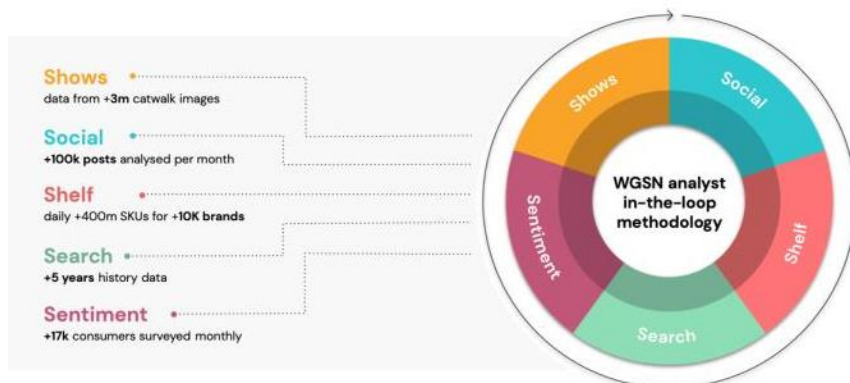 Shows
data from +3m catwalk images
Social
+100k posts analysed per month
Shelf
daily +400m SKUs for +10K brands
Search
+5 years history data
Sentiment
+17k consumers surveyed monthly
Shows
Social
Sentiment
WGSN analyst
in-the-loop
methodology
Shelf
Search